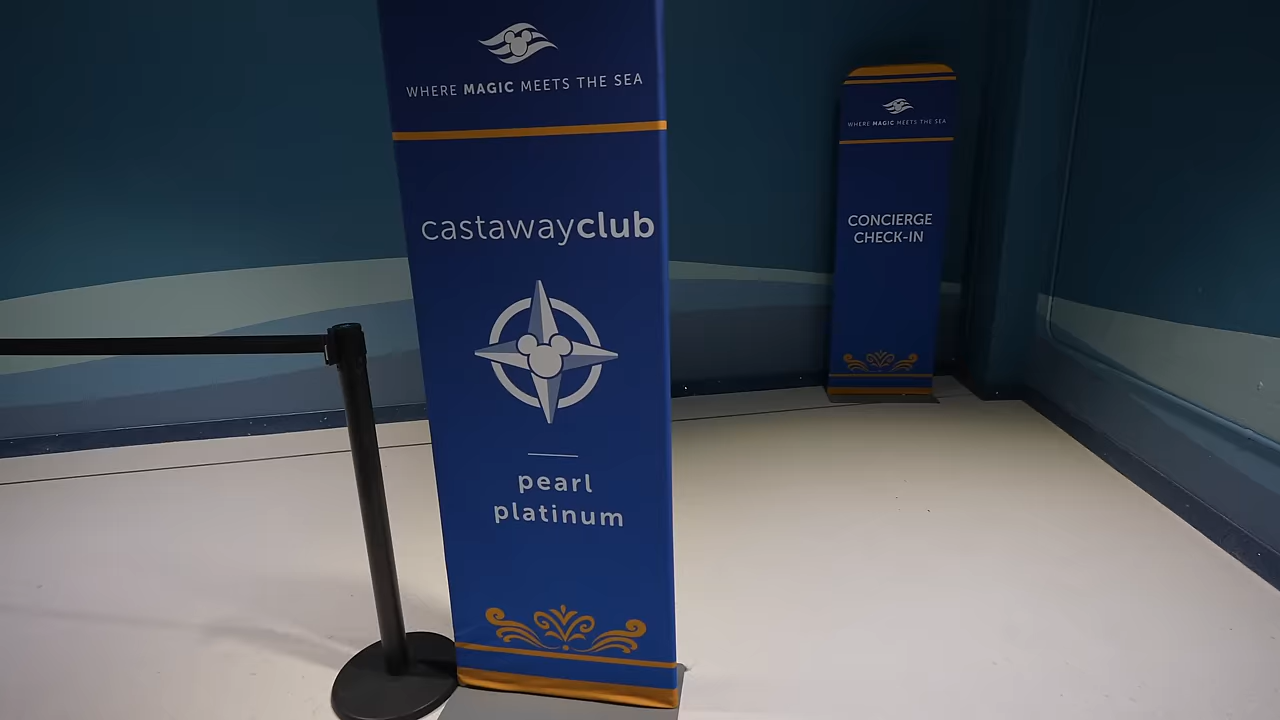 WHERE MAGIC MEETS THE SEA
castawayclub
pearl
platinum
WHERE MAGIC MEETS THE SEA
CONCIERGE
CHECK-IN